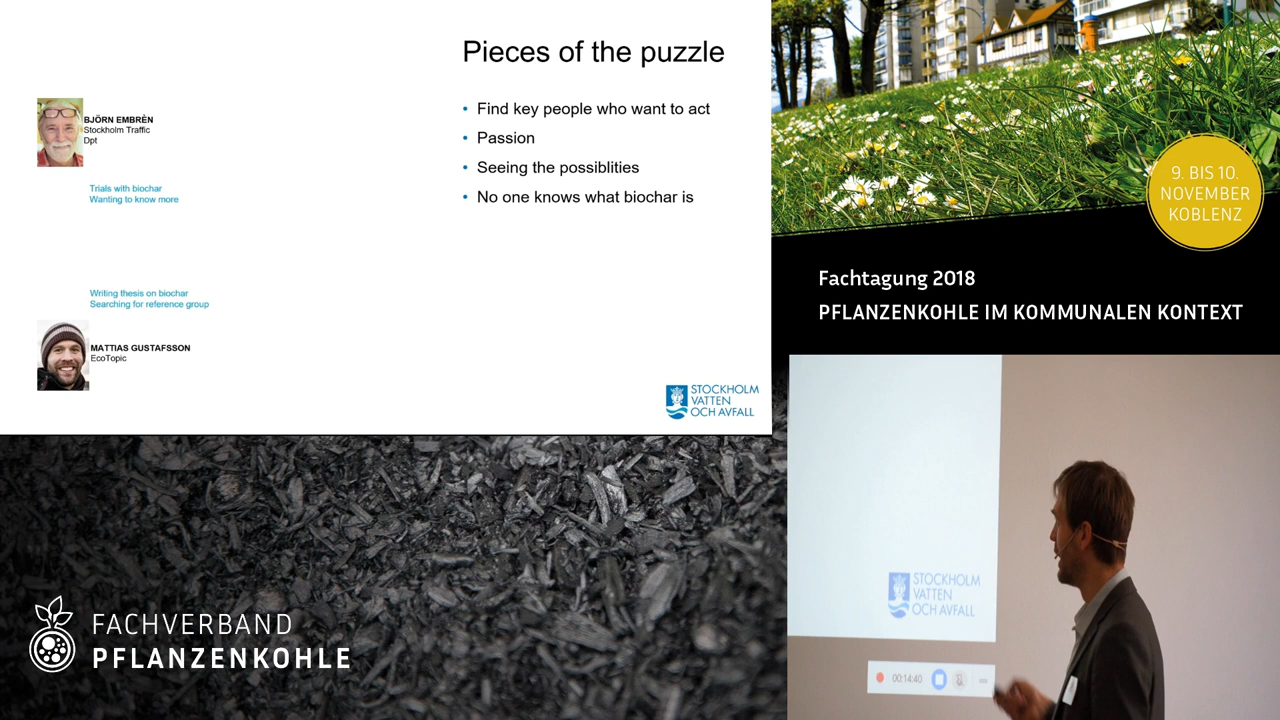 Pieces of the puzzle
• Find key people who want to act
• Passion
• Seeing the possiblities
• No one knows what biochar is
BJÖRN EMBRÈN
Stockholm Traffic
Dpt
Trials with biochar
Wanting to know more
Writing thesis on biochar
Searching for reference group
MATTIAS GUSTAFSSON
EcoTopic
STOCKHOLM
VATTEN
OCH AVFALL
9. BIS 10.
NOVEMBER
KOBLENZ
Fachtagung 2018
PFLANZENKOHLE IM KOMMUNALEN KONTEXT
STOCKHOLM
VATTEN
OCH AVFALL
00:14:40
FACHVERBAND
PFLANZENKOHLE